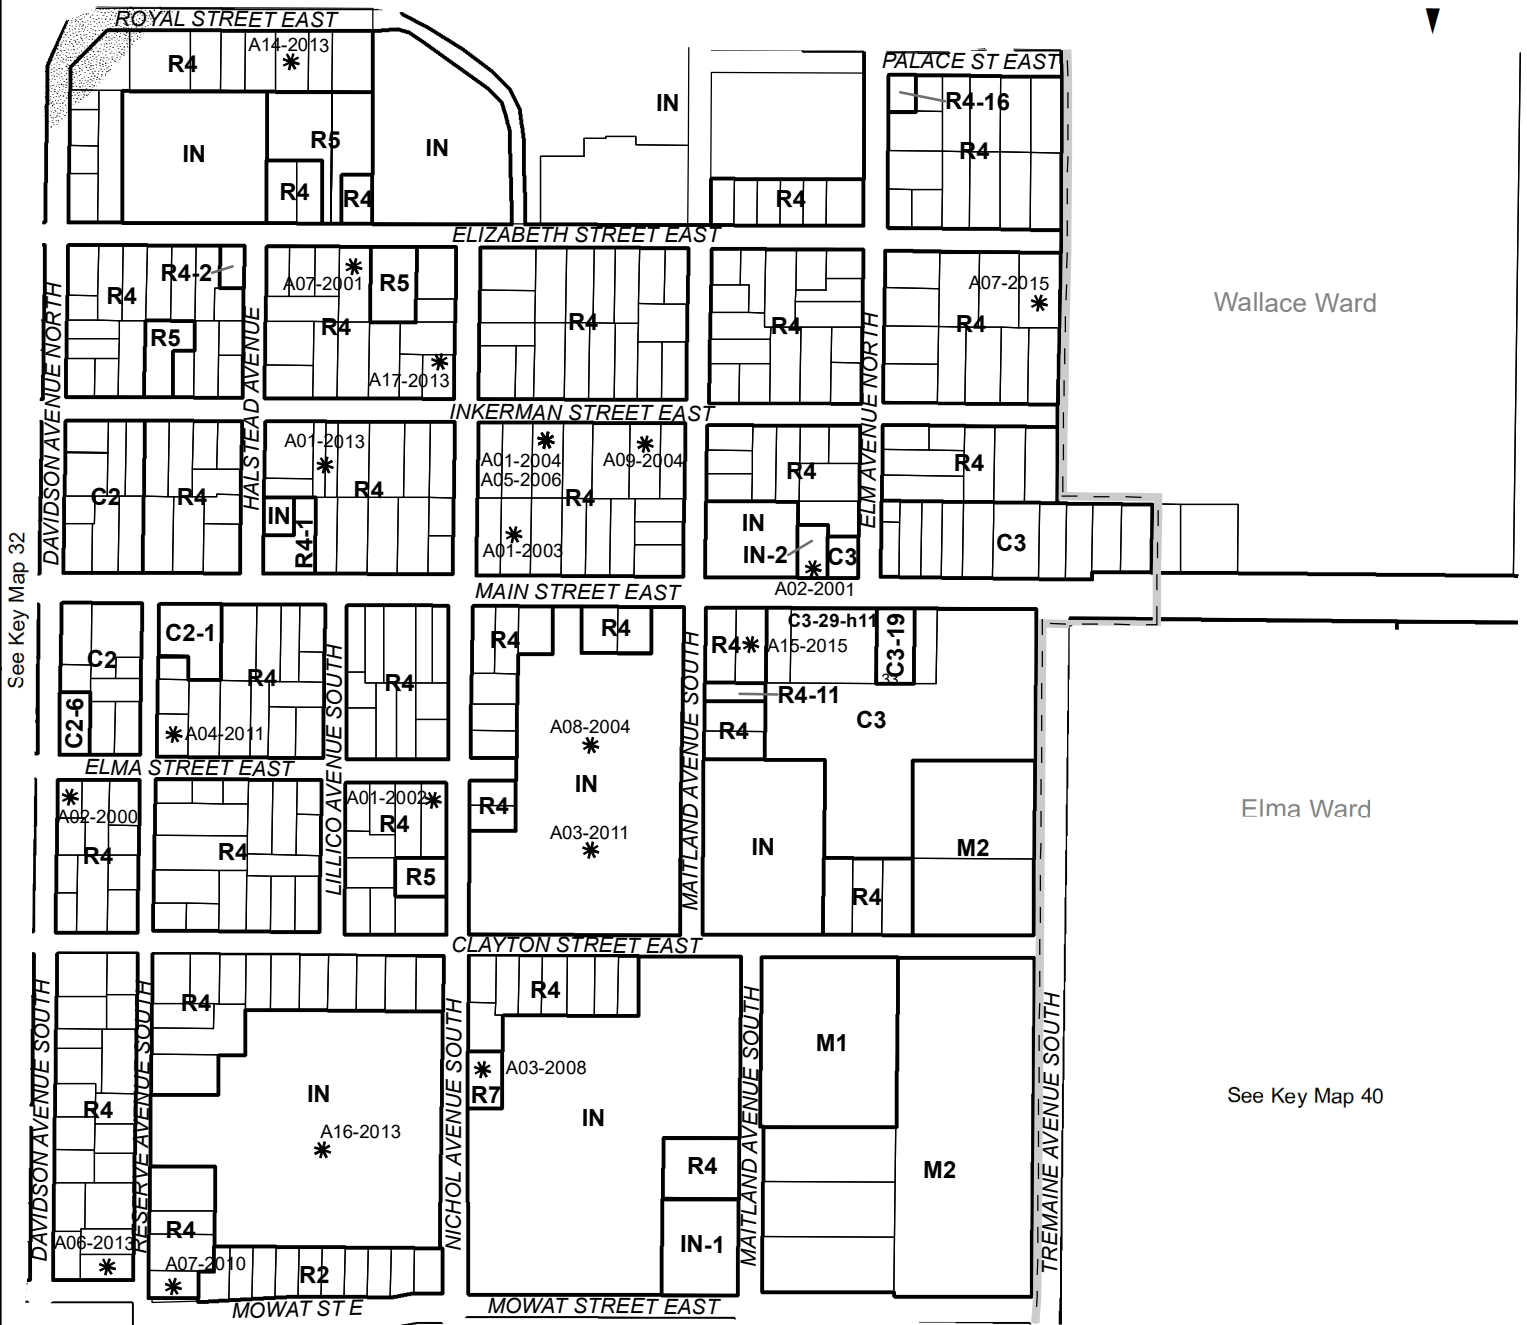 ROYAL STREET EAST
A14-2013
R4
PALACE ST EAST
IN
R4-16
R5
IN
IN
R4
R4
R4
R4
ELIZABETH STREET EAST
R4-2
A07-2001
R5
A07-2015
R4
Wallace Ward
R4
R4
R4
R4
R5
DAVIDSON AVENUE NORTH
HALSTEAD AVENUE
ELM AVENUE NORTH
A17-2013
INKERMAN STREET EAST
A01-2013
A01-2004
A05-2006
A09-2004
R4
R4
C2
R4
R4
R4
IN
R4-1
IN
IN-2
C3
C3
A01-2003
See Key Map 32
A02-2001
MAIN STREET EAST
C2-1
R4
R4
C3-29-h11
C3-19
R4
A15-2015
C2
R4
R4
33
R4-11
C2-6
LILLICO AVENUE SOUTH
MAITLAND AVENUE SOUTH
A04-2011
A08-2004
R4
C3
ELMA STREET EAST
IN
A02-2000
A01-2002
R4
R4
Elma Ward
R4
R4
A03-2011
IN
M2
R5
R4
CLAYTON STREET EAST
DAVIDSON AVENUE SOUTH
RESERVE AVENUE SOUTH
NICHOL AVENUE SOUTH
MAITLAND AVENUE SOUTH
TREMAINE AVENUE SOUTH
R4
R4
M1
A03-2008
R7
IN
See Key Map 40
R4
IN
A16-2013
R4
M2
R4
A06-2013
IN-1
A07-2010
R2
MOWAT ST E
MOWAT STREET EAST